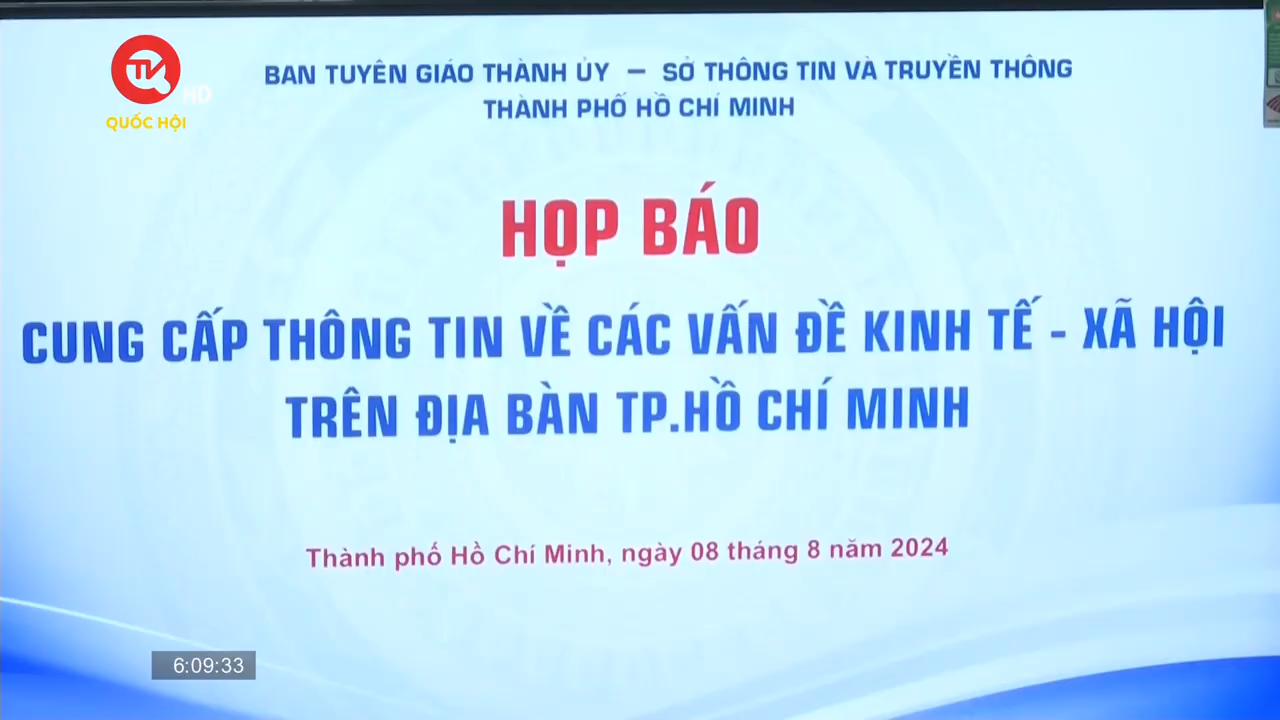 BAN TUYÊN GIÁO THÀNH ỦY – SỞ THÔNG TIN VÀ TRUYỀN THÔNG
THÀNH PHỐ HỒ CHÍ MINH
TV
HD
QUỐC HỘI
HỌP BÁO
CUNG CẤP THÔNG TIN VỀ CÁC VẤN ĐỀ KINH TẾ - XÃ HỘI
TRÊN ĐỊA BÀN TP.HỒ CHÍ MINH
Thành phố Hồ Chí Minh, ngày 08 tháng 8 năm 2024
6:09:33